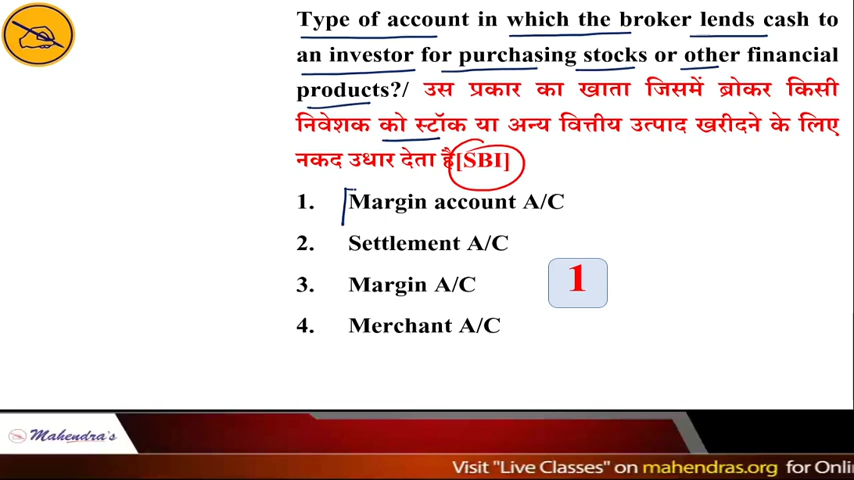 Type of account in which the broker lends cash to
an investor for purchasing stocks or other financial
products?/ उस प्रकार का खाता जिसमें ब्रोकर किसी
निवेशक को स्टॉक या अन्य वित्तीय उत्पाद खरीदने के लिए
नकद उधार देता है[SBI]
1. Margin account A/C
2. Settlement A/C
3. Margin A/C
1
4. Merchant A/C
Mahendra's
Visit "Live Classes" on mahendras.org for Onli